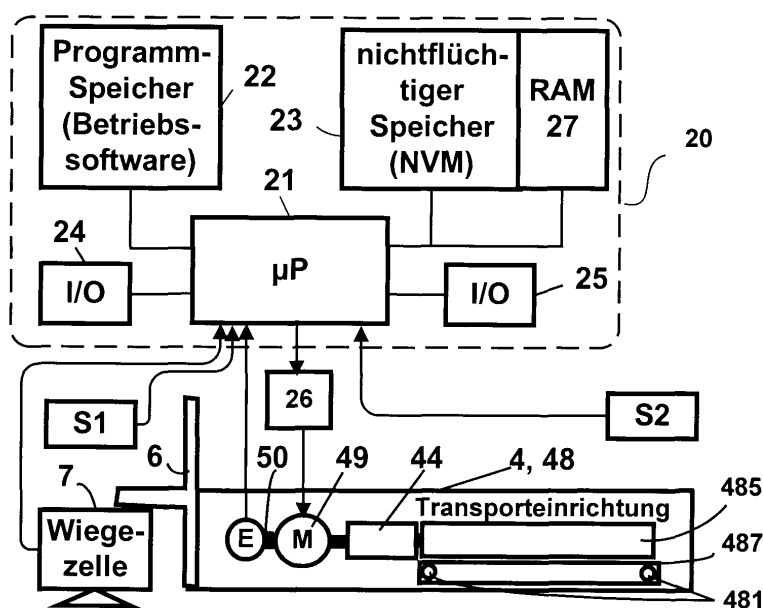 Programm-
Speicher
(Betriebs-
software)
22
nichtflüch-
tiger
Speicher
(NVM)
23
RAM
27
20
21
µP
24
I/O
I/O
25
26
S1
S2
6
7
Wiege-
zelle
50
49
44
4, 48
E
M
Transporteinrichtung
485
487
481